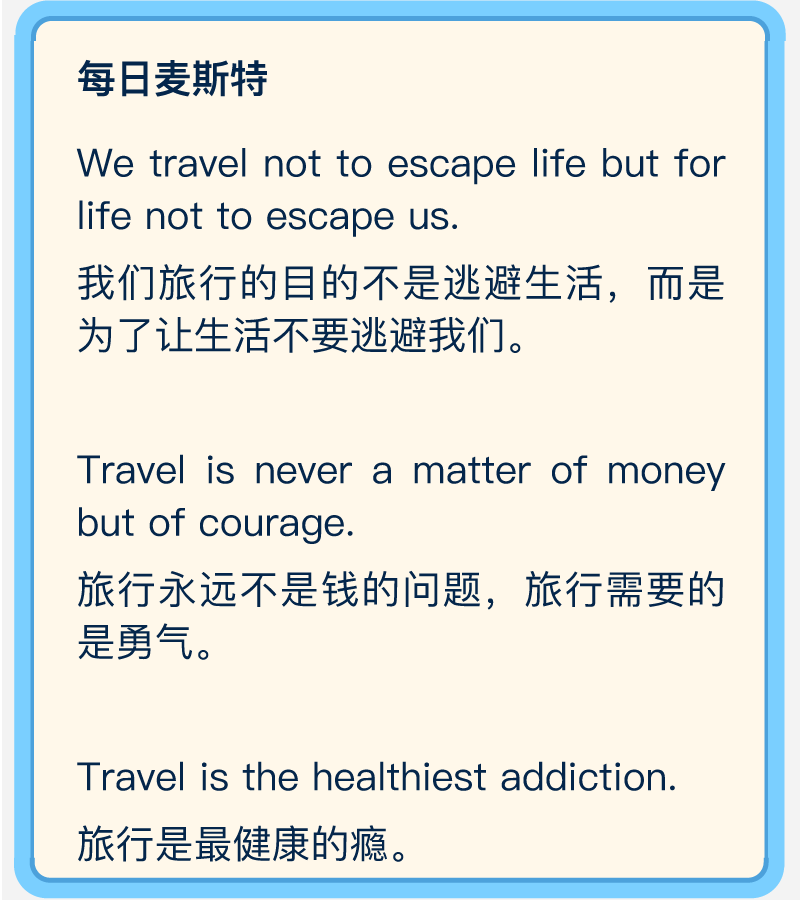 每日麦斯特
We travel not to escape life but for
life not to escape us.
我们旅行的目的不是逃避生活，而是
为了让生活不要逃避我们。
Travel is never a matter of money
but of courage.
旅行永远不是钱的问题，旅行需要的
是勇气。
Travel is the healthiest addiction.
旅行是最健康的瘾。